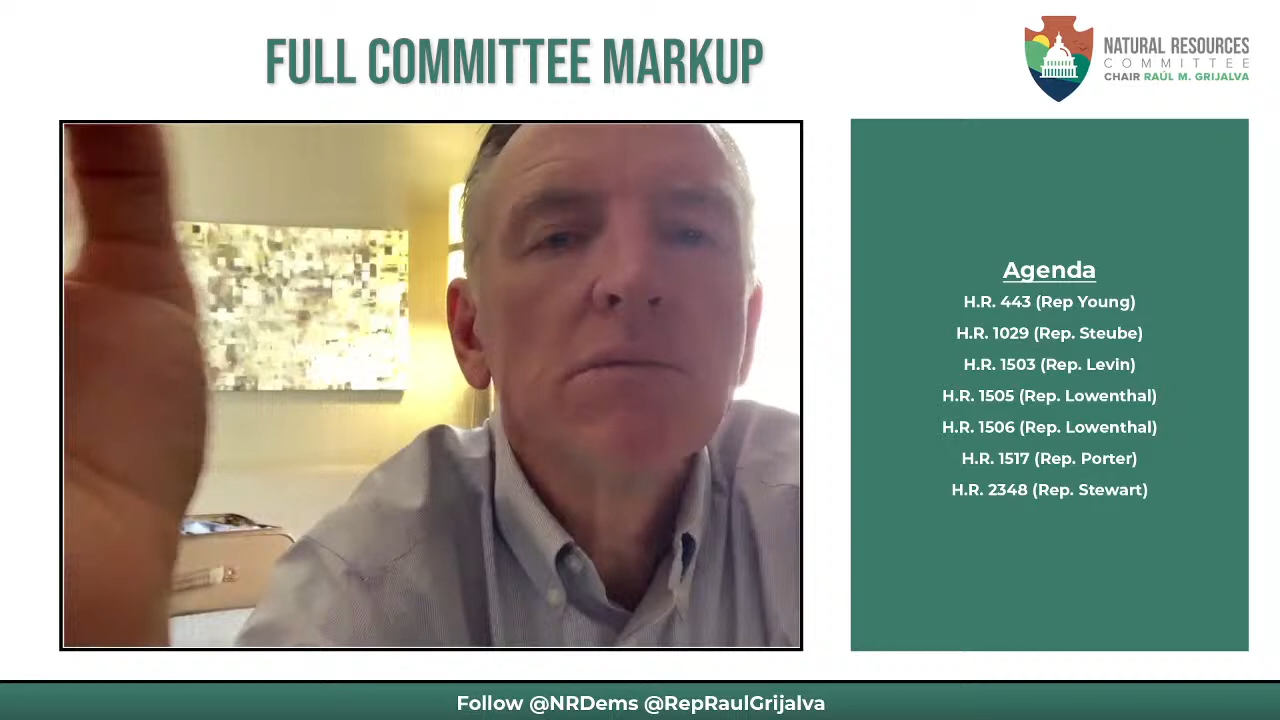 FULL COMMITTEE MARKUP
NATURAL RESOURCES
COMMITTEE
CHAIR RAÚL M. GRIJALVA
Agenda
H.R. 443 (Rep Young)
H.R. 1029 (Rep. Steube)
H.R. 1503 (Rep. Levin)
H.R. 1505 (Rep. Lowenthal)
H.R. 1506 (Rep. Lowenthal)
H.R. 1517 (Rep. Porter)
H.R. 2348 (Rep. Stewart)
Follow @NRDems @RepRaulGrijalva